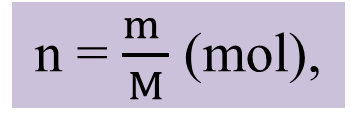 n = m/M (mol),